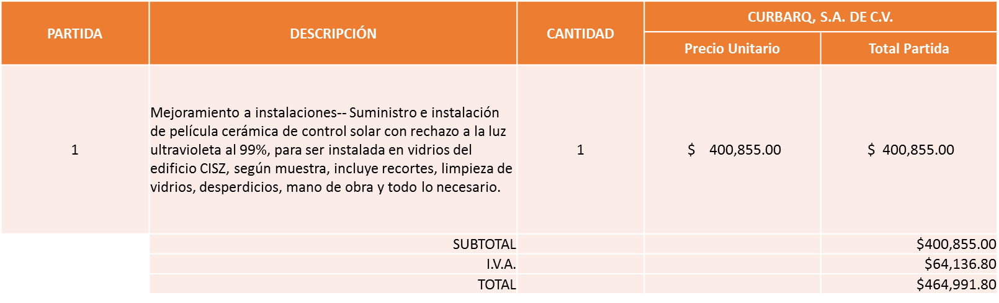 PARTIDA
DESCRIPCIÓN
CANTIDAD
CURBARQ, S.A. DE C.V.
Precio Unitario
Total Partida
1
Mejoramiento a instalaciones-- Suministro e instalación
de película cerámica de control solar con rechazo a la luz
ultravioleta al 99%, para ser instalada en vidrios del
edificio CISZ, según muestra, incluye recortes, limpieza de
vidrios, desperdicios, mano de obra y todo lo necesario.
1
$ 400,855.00
$ 400,855.00
SUBTOTAL $400,855.00
I.V.A. $64,136.80
TOTAL $464,991.80